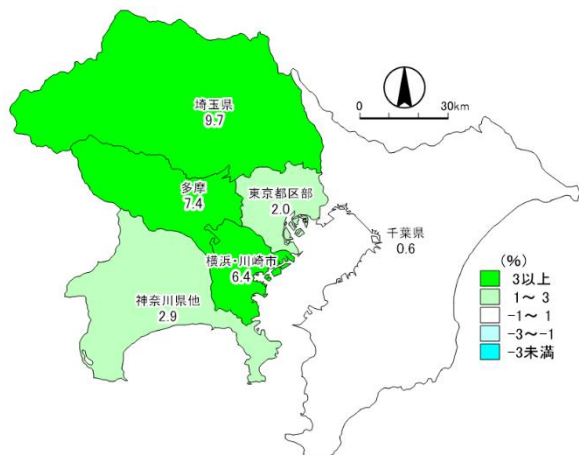 埼玉県
9.7
0
30km
多摩
7.4
東京都区部
2.0
千葉県
0.6
横浜・川崎市
6.4
神奈川県他
2.9
(%)
3以上
1～ 3
-1～ 1
-3～-1
-3未満